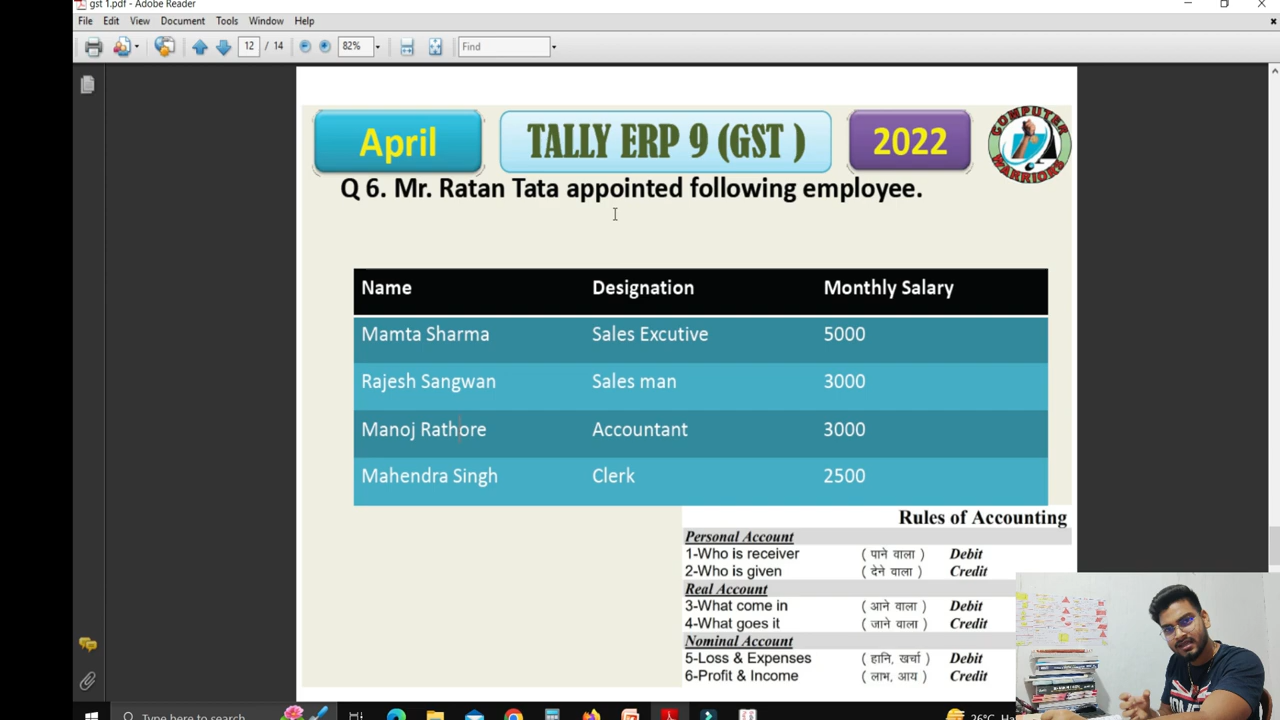 gst 1.pdf - Adobe Reader
File Edit View Document Tools Window Help
12 / 14 82% Find
April TALLY ERP 9 (GST ) 2022
COMPUTER WARRIORS
Q 6. Mr. Ratan Tata appointed following employee.
Name Designation Monthly Salary
Mamta Sharma Sales Excutive 5000
Rajesh Sangwan Sales man 3000
Manoj Rathore Accountant 3000
Mahendra Singh Clerk 2500
Rules of Accounting
Personal Account
1-Who is receiver ( पाने वाला ) Debit
2-Who is given ( देने वाला ) Credit
Real Account
3-What come in ( आने वाला ) Debit
4-What goes it ( जाने वाला ) Credit
Nominal Account
5-Loss & Expenses ( हानि, खर्चा ) Debit
6-Profit & Income ( लाभ, आय ) Credit
Type here to search 26°C